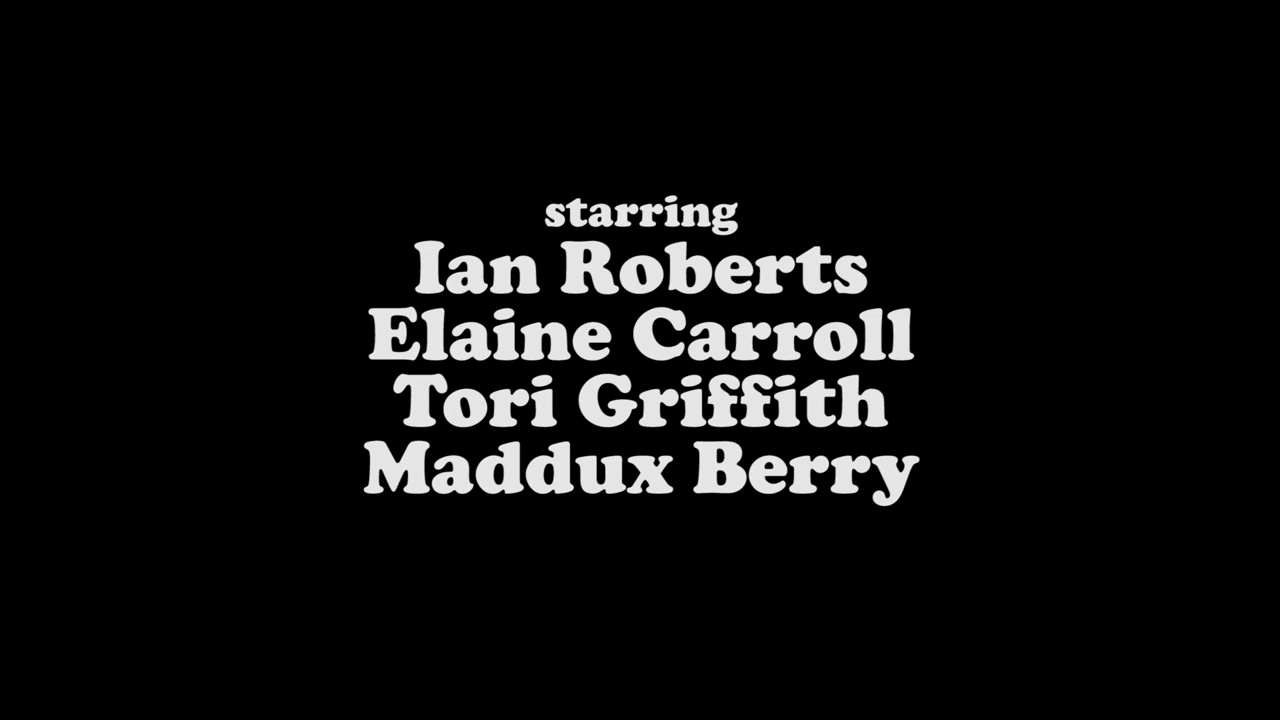 starring
Ian Roberts
Elaine Carroll
Tori Griffith
Maddux Berry